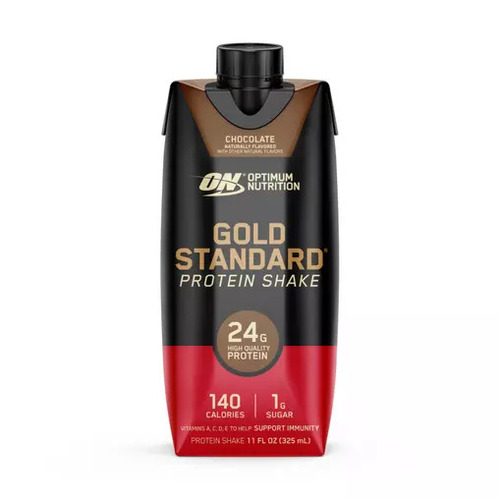 CHOCOLATE
NATURALLY FLAVORED
WITH OTHER NATURAL FLAVORS
ON OPTIMUM
NUTRITION
GOLD
STANDARD®
PROTEIN SHAKE
24G
HIGH QUALITY
PROTEIN
140
CALORIES
1G
SUGAR
VITAMINS A, C, D, E TO HELP SUPPORT IMMUNITY
PROTEIN SHAKE 11 FL OZ (325 mL)